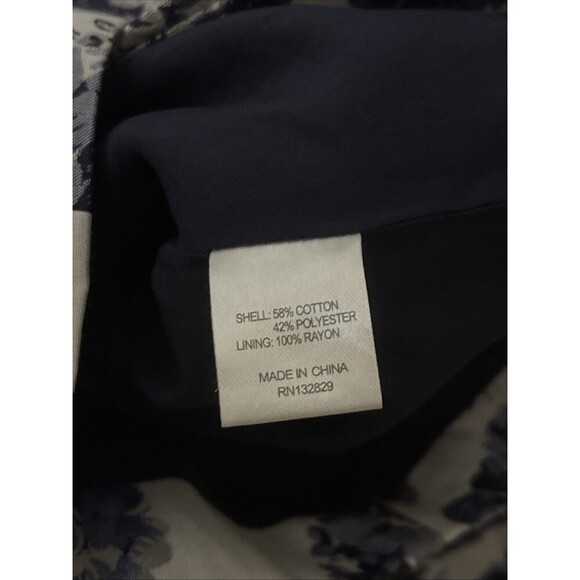 SHELL: 58% COTTON
42% POLYESTER
LINING: 100% RAYON
MADE IN CHINA
RN132829